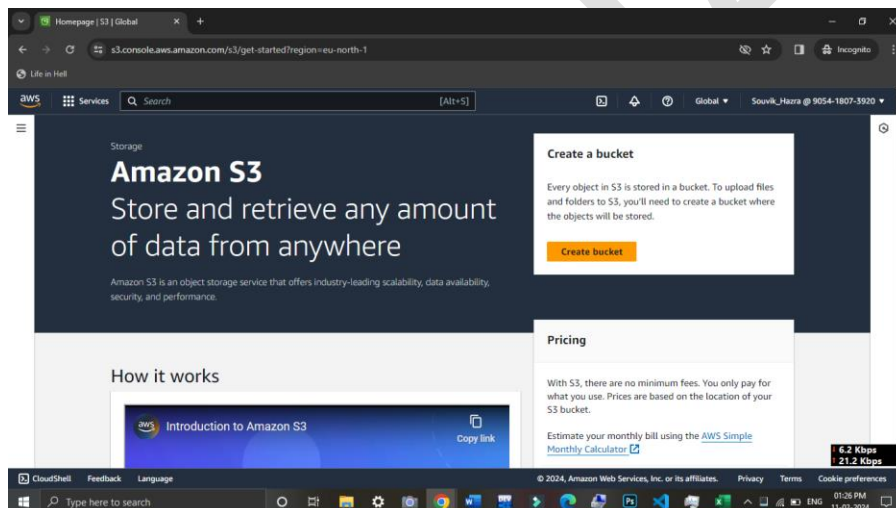 Homepage | S3 | Global
s3.console.aws.amazon.com/s3/get-started?region=eu-north-1
Incognito
Life in Hell
aws
Services
Search
[Alt+S]
Global
Souvik_Hazra @ 9054-1807-3920
Storage
Amazon S3
Store and retrieve any amount
of data from anywhere
Amazon S3 is an object storage service that offers industry-leading scalability, data availability,
security, and performance.
Create a bucket
Every object in S3 is stored in a bucket. To upload files
and folders to S3, you'll need to create a bucket where
the objects will be stored.
Create bucket
Pricing
With S3, there are no minimum fees. You only pay for
what you use. Prices are based on the location of your
S3 bucket.
Estimate your monthly bill using the AWS Simple
Monthly Calculator
How it works
aws
Introduction to Amazon S3
Copy link
6.2 Kbps
21.2 Kbps
CloudShell Feedback Language
© 2024, Amazon Web Services, Inc. or its affiliates. Privacy Terms Cookie preferences
Type here to search
Ps
ENG
01:26 PM
11-02-2024